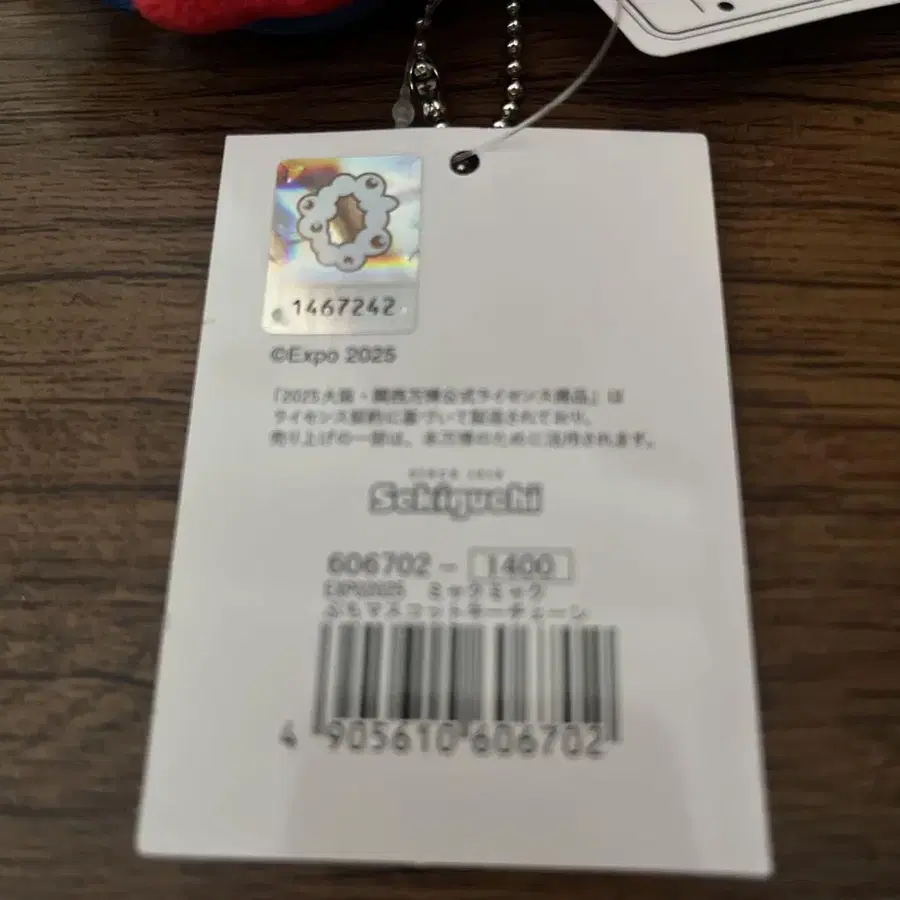 1467242
©Expo 2025
「2025大阪・関西万博公式ライセンス商品」は
ライセンス契約に基づいて製造されており、
売り上げの一部は、本万博のために活用されます。
SINCE 1918
Sekiguchi
606702 - 1400
EXPO2025 ミャクミャク
ぷちマスコットキーチェーン
4 905610 606702